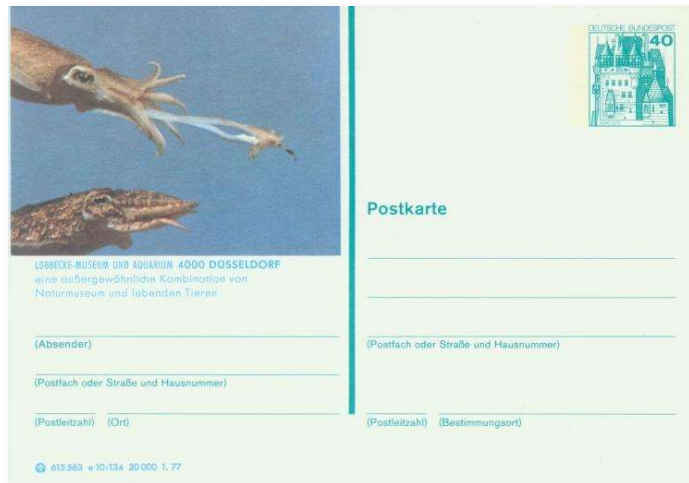 DEUTSCHE BUNDESPOST
40
Postkarte
LÖBBECKE-MUSEUM UND AQUARIUM 4000 DÜSSELDORF
eine außergewöhnliche Kombination von
Naturmuseum und lebenden Tieren
(Absender)
(Postfach oder Straße und Hausnummer)
(Postleitzahl) (Ort)
(Postfach oder Straße und Hausnummer)
(Postleitzahl) (Bestimmungsort)
615 563 a 10/134 20 000 1. 77